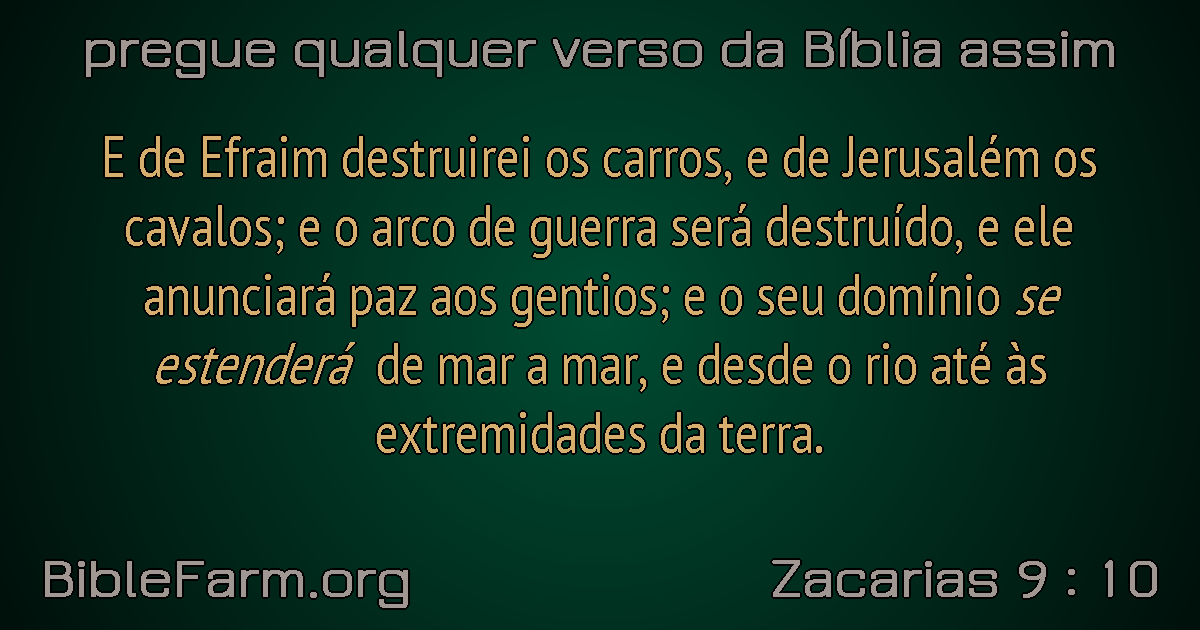 pregue qualquer verso da Bíblia assim
E de Efraim destruirei os carros, e de Jerusalém os
cavalos; e o arco de guerra será destruído, e ele
anunciará paz aos gentios; e o seu domínio se
estenderá de mar a mar, e desde o rio até às
extremidades da terra.
BibleFarm.org
Zacarias 9 : 10